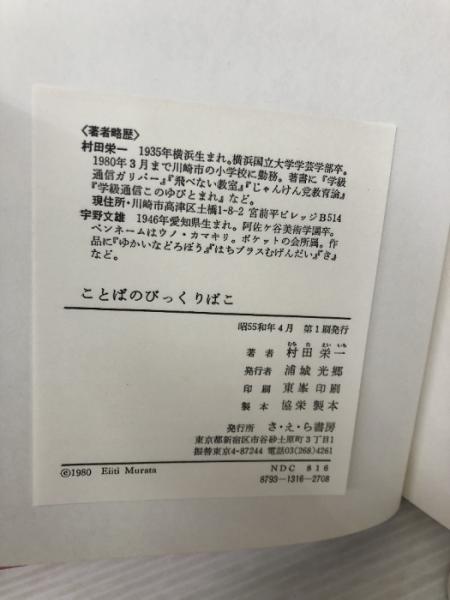 〈著者略歴〉
村田栄一 1935年横浜生まれ。横浜国立大学学芸学部卒。
1980年3月まで川崎市の小学校に勤務。著書に『学級
通信ガリバー』『飛べない教室』『じゃんけん党教育論』
『学級通信このゆびとまれ』など。
現住所・川崎市高津区土橋1-8-2 宮前平ビレッジB514
宇野文雄 1946年愛知県生まれ。阿佐ケ谷美術学園卒。
ペンネームはウノ・カマキリ。ポケットの会所属。作
品に『ゆかいなどろぼう』『はちプラスむげんだい』『き』
など。
ことばのびっくりばこ
昭55和年4月 第1刷発行
著者 村田栄一
むら た えい いち
発行者 浦城光郷
印刷 東峯印刷
製本 協栄製本
発行所 さ・え・ら書房
東京都新宿区市谷砂土原町3丁目1
振替東京4-87244 電話03(268)4261
©1980 Eiiti Murata
NDC 816
8793-1316-2708